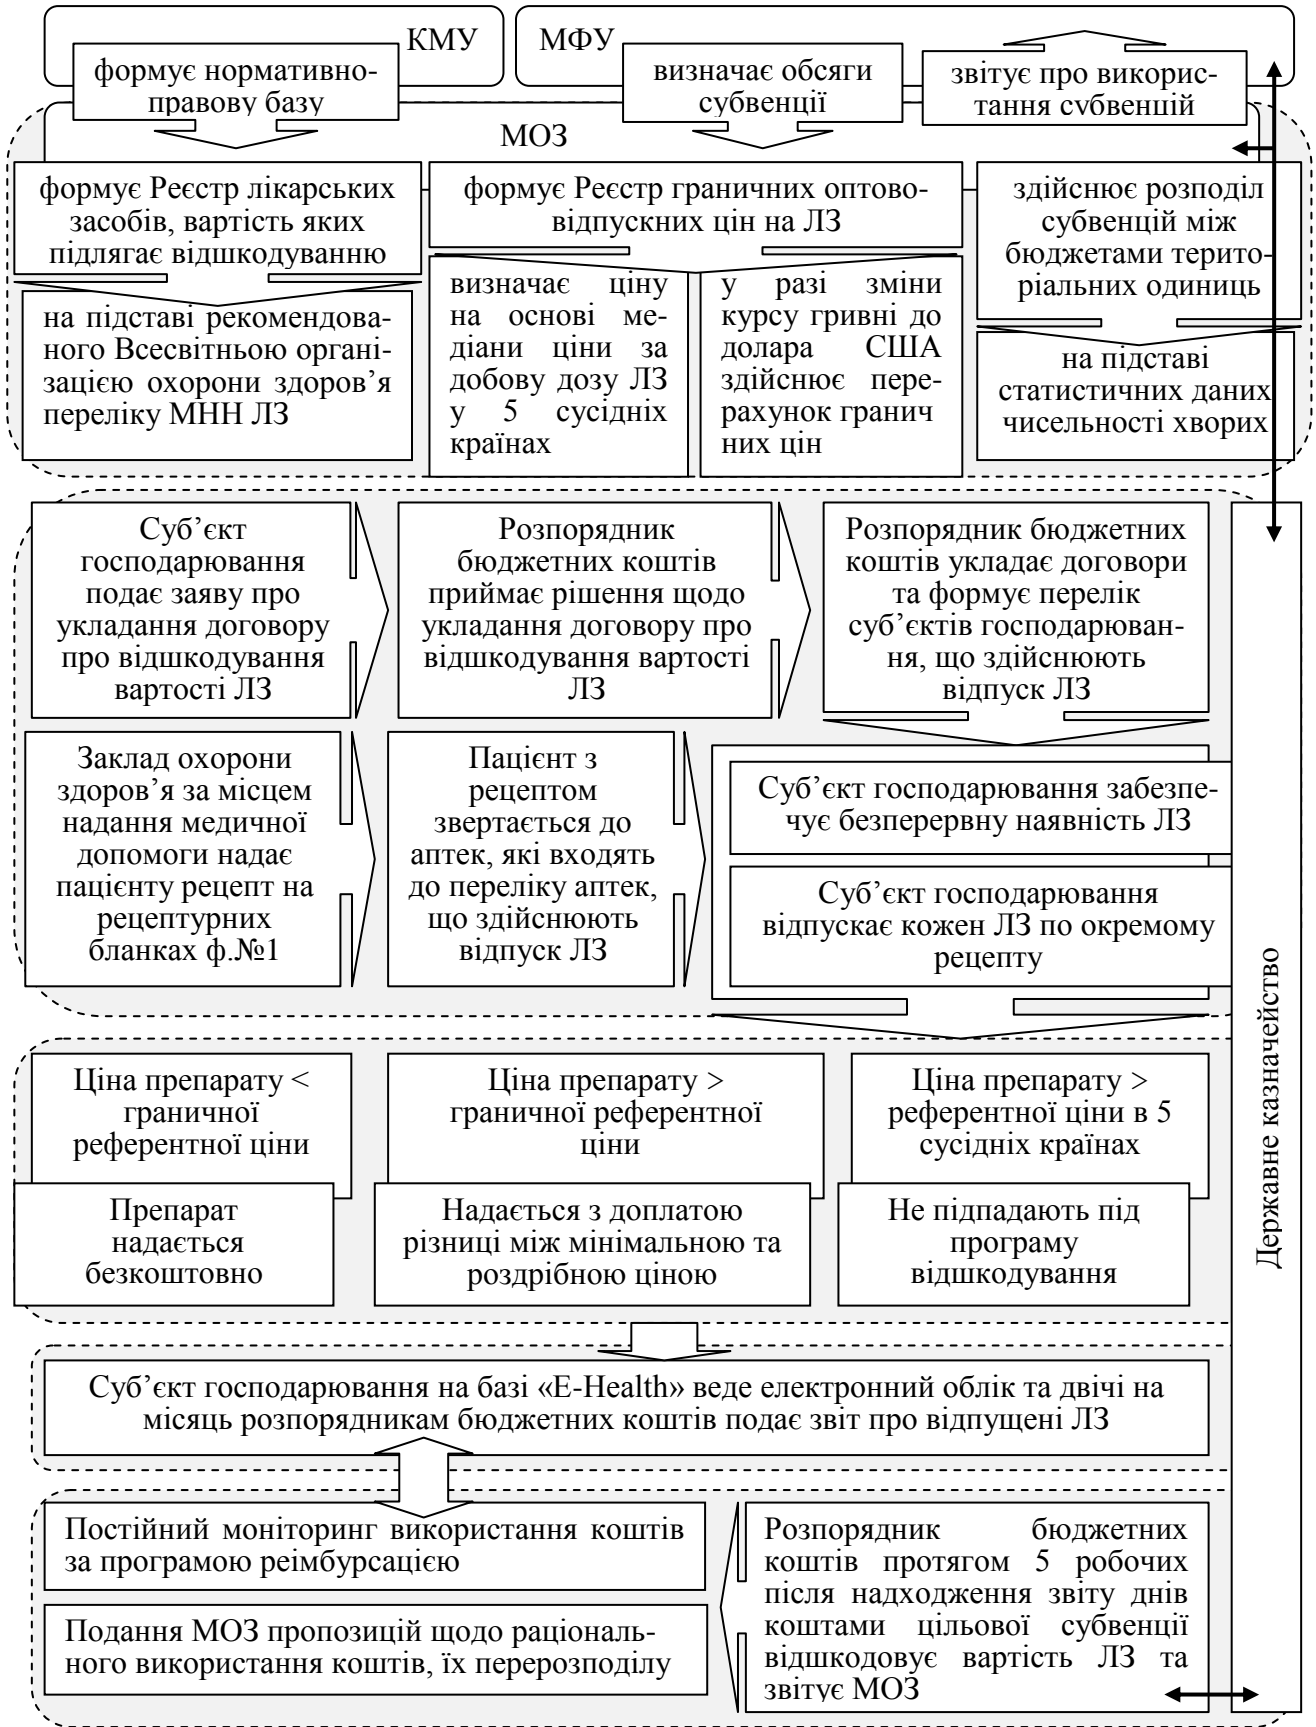 КМУ
МФУ
формує нормативно-
правову базу
визначає обсяги
субвенції
звітує про викорис-
тання субвенцій
МОЗ
формує Реєстр лікарських
засобів, вартість яких
підлягає відшкодуванню
формує Реєстр граничних оптово-
відпускних цін на ЛЗ
здійснює розподіл
субвенцій між
бюджетами терито-
ріальних одиниць
на підставі рекомендова-
ного Всесвітньою органі-
зацією охорони здоров’я
переліку МНН ЛЗ
визначає ціну
на основі ме-
діани ціни за
добову дозу ЛЗ
у 5 сусідніх
країнах
у разі зміни
курсу гривні до
долара США
здійснює пере-
рахунок гранич
них цін
на підставі
статистичних даних
чисельності хворих
Суб’єкт
господарювання
подає заяву про
укладання договору
про відшкодування
вартості ЛЗ
Розпорядник
бюджетних коштів
приймає рішення щодо
укладання договору про
відшкодування вартості
ЛЗ
Розпорядник бюджетних
коштів укладає договори
та формує перелік
суб’єктів господарюван-
ня, що здійснюють
відпуск ЛЗ
Заклад охорони
здоров’я за місцем
надання медичної
допомоги надає
пацієнту рецепт на
рецептурних
бланках ф.№1
Пацієнт з
рецептом
звертається до
аптек, які входять
до переліку аптек,
що здійснюють
відпуск ЛЗ
Суб’єкт господарювання забезпе-
чує безперервну наявність ЛЗ
Суб’єкт господарювання
відпускає кожен ЛЗ по окремому
рецепту
Державне казначейство
Ціна препарату <
граничної
референтної ціни
Ціна препарату >
граничної референтної
ціни
Ціна препарату >
референтної ціни в 5
сусідніх країнах
Препарат
надається
безкоштовно
Надається з доплатою
різниці між мінімальною та
роздрібною ціною
Не підпадають під
програму
відшкодування
Суб’єкт господарювання на базі «E-Health» веде електронний облік та двічі на
місяць розпорядникам бюджетних коштів подає звіт про відпущені ЛЗ
Постійний моніторинг використання коштів
за програмою реімбурсацією
Подання МОЗ пропозицій щодо раціональ-
ного використання коштів, їх перерозподілу
Розпорядник бюджетних
коштів протягом 5 робочих
після надходження звіту днів
коштами цільової субвенції
відшкодовує вартість ЛЗ та
звітує МОЗ